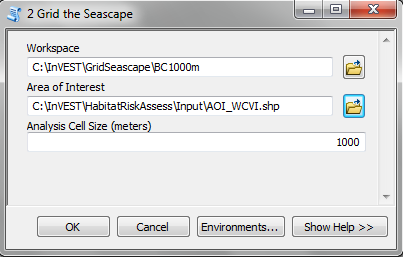 2 Grid the Seascape
Workspace
C:\InVEST\GridSeascape\BC1000m
Area of Interest
C:\InVEST\HabitatRiskAssess\Input\AOI_WCVI.shp
Analysis Cell Size (meters)
1000
OK Cancel Environments... Show Help >>